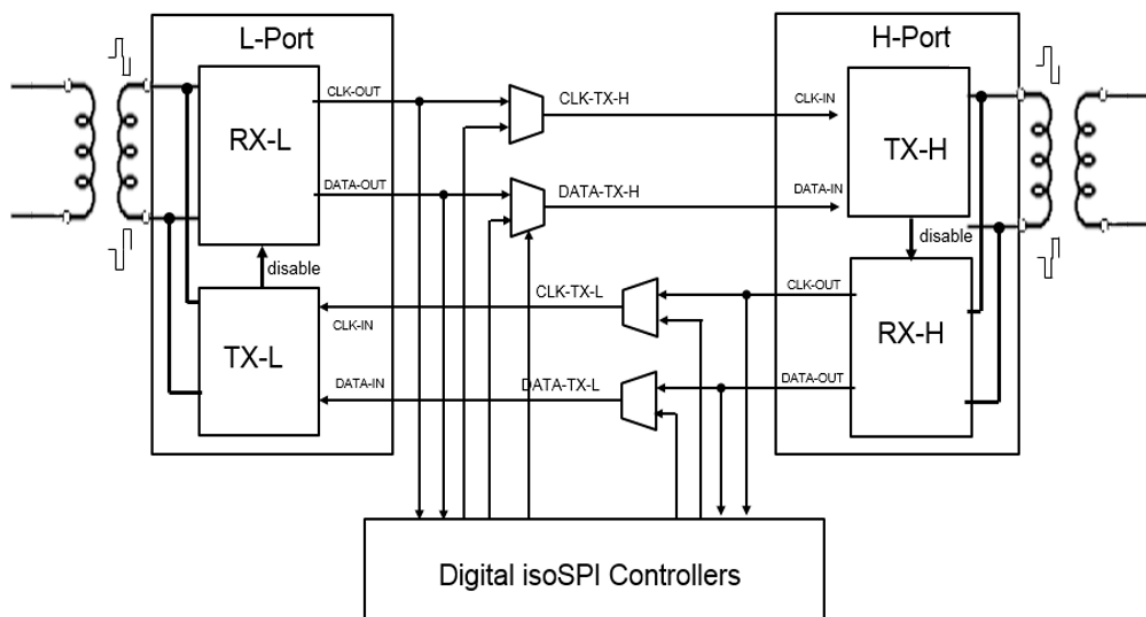 L-Port
H-Port
RX-L
CLK-OUT
DATA-OUT
disable
TX-L
CLK-IN
DATA-IN
CLK-TX-H
DATA-TX-H
CLK-TX-L
DATA-TX-L
CLK-IN
DATA-IN
TX-H
disable
CLK-OUT
DATA-OUT
RX-H
Digital isoSPI Controllers